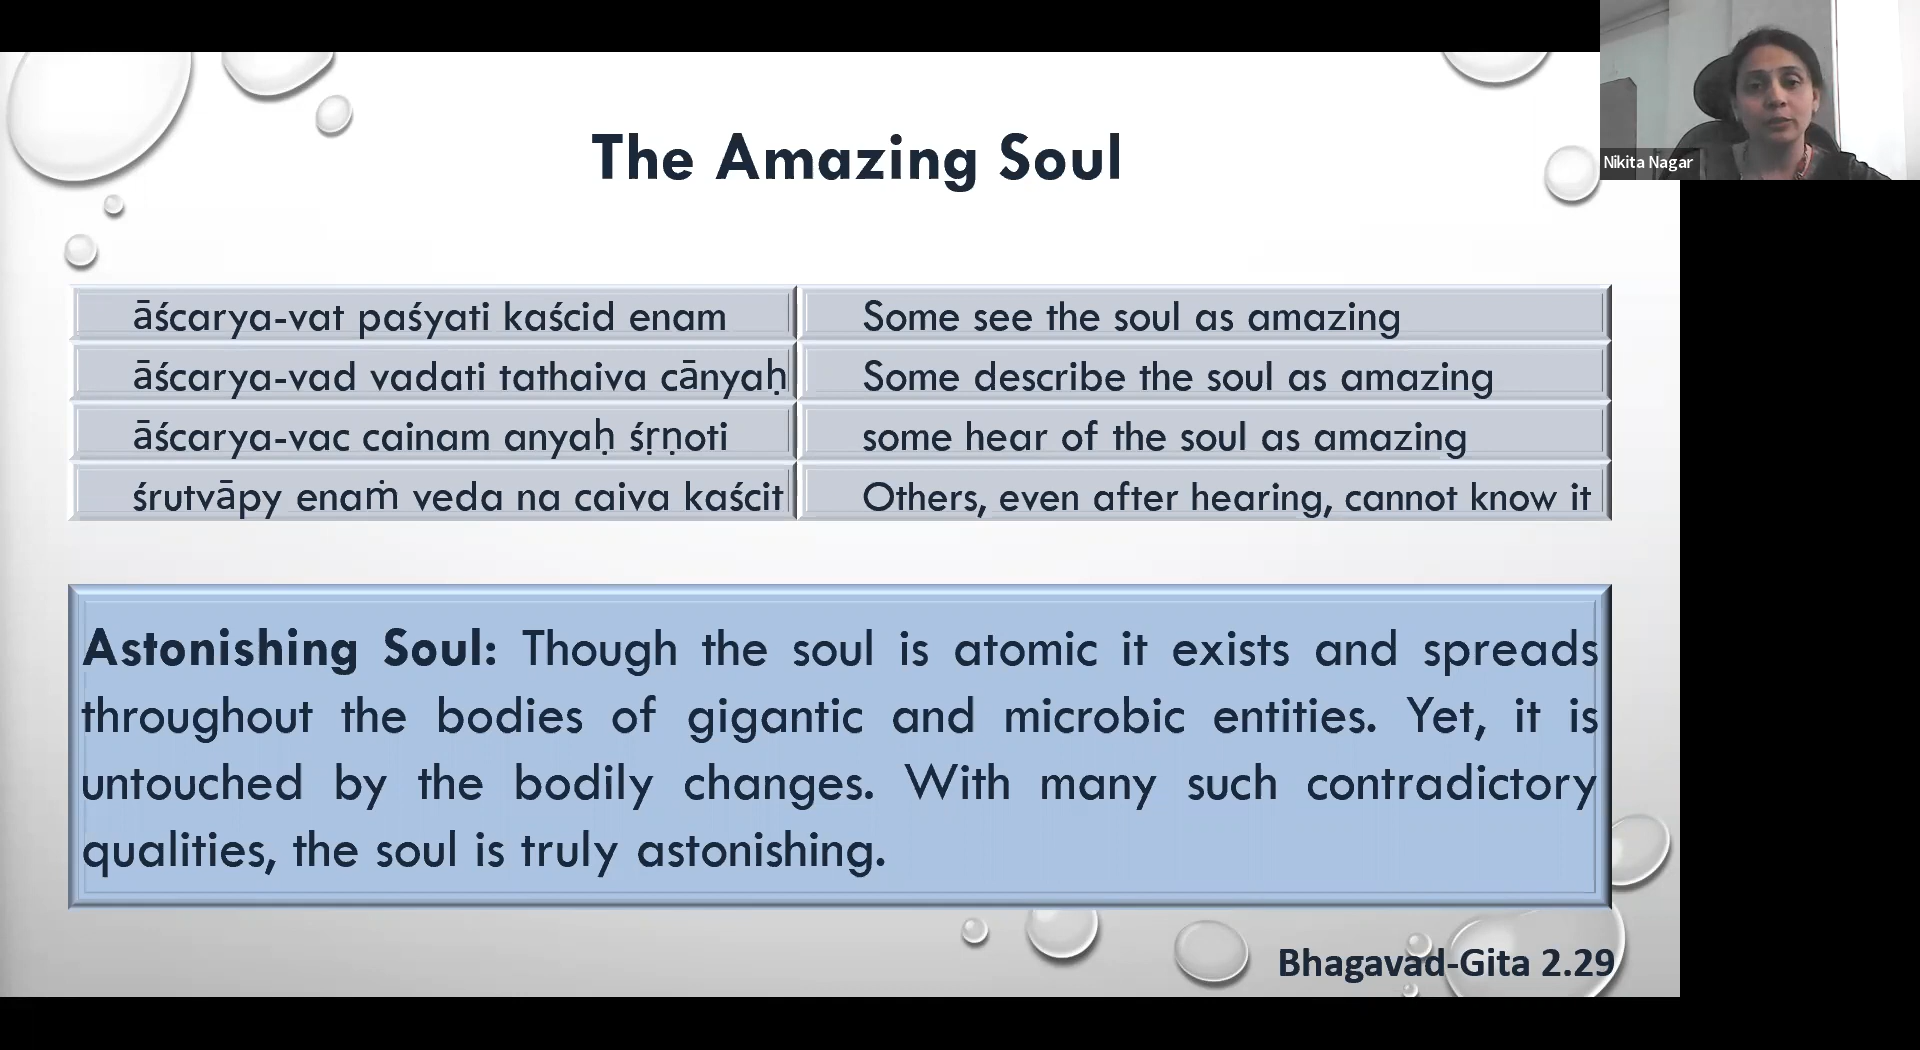 The Amazing Soul
Nikita Nagar
āścarya-vat paśyati kaścid enam
Some see the soul as amazing
āścarya-vad vadati tathaiva cānyaḥ
Some describe the soul as amazing
āścarya-vac cainam anyaḥ śṛṇoti
some hear of the soul as amazing
śrutvāpy enaṁ veda na caiva kaścit
Others, even after hearing, cannot know it
Astonishing Soul: Though the soul is atomic it exists and spreads
throughout the bodies of gigantic and microbic entities. Yet, it is
untouched by the bodily changes. With many such contradictory
qualities, the soul is truly astonishing.
Bhagavad-Gita 2.29